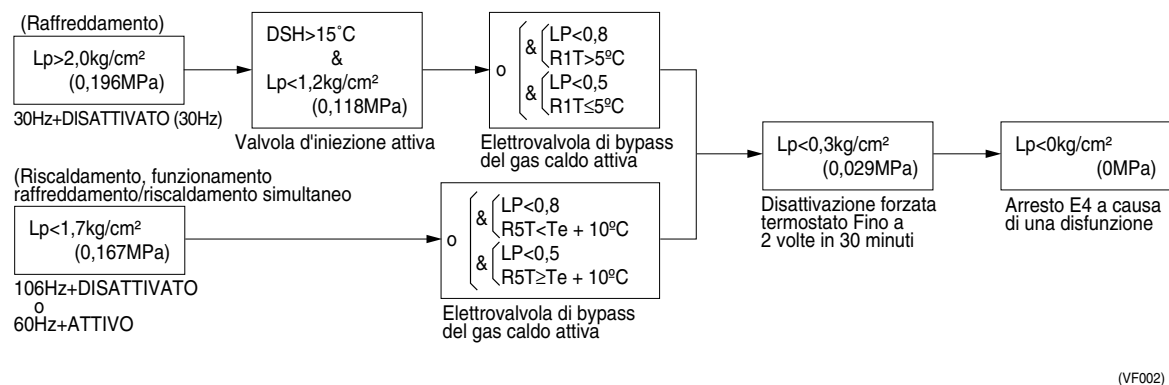 (Raffreddamento)
Lp>2,0kg/cm²
(0,196MPa)
30Hz+DISATTIVATO (30Hz)
DSH>15˚C
&
Lp<1,2kg/cm²
(0,118MPa)
Valvola d'iniezione attiva
o
& LP<0,8
R1T>5ºC
& LP<0,5
R1T≤5ºC
Elettrovalvola di bypass
del gas caldo attiva
(Riscaldamento, funzionamento
raffreddamento/riscaldamento simultaneo
Lp<1,7kg/cm²
(0,167MPa)
106Hz+DISATTIVATO
o
60Hz+ATTIVO
o
& LP<0,8
R5T<Te + 10ºC
& LP<0,5
R5T≥Te + 10ºC
Elettrovalvola di bypass
del gas caldo attiva
Lp<0,3kg/cm²
(0,029MPa)
Disattivazione forzata
termostato Fino a
2 volte in 30 minuti
Lp<0kg/cm²
(0MPa)
Arresto E4 a causa
di una disfunzione
(VF002)